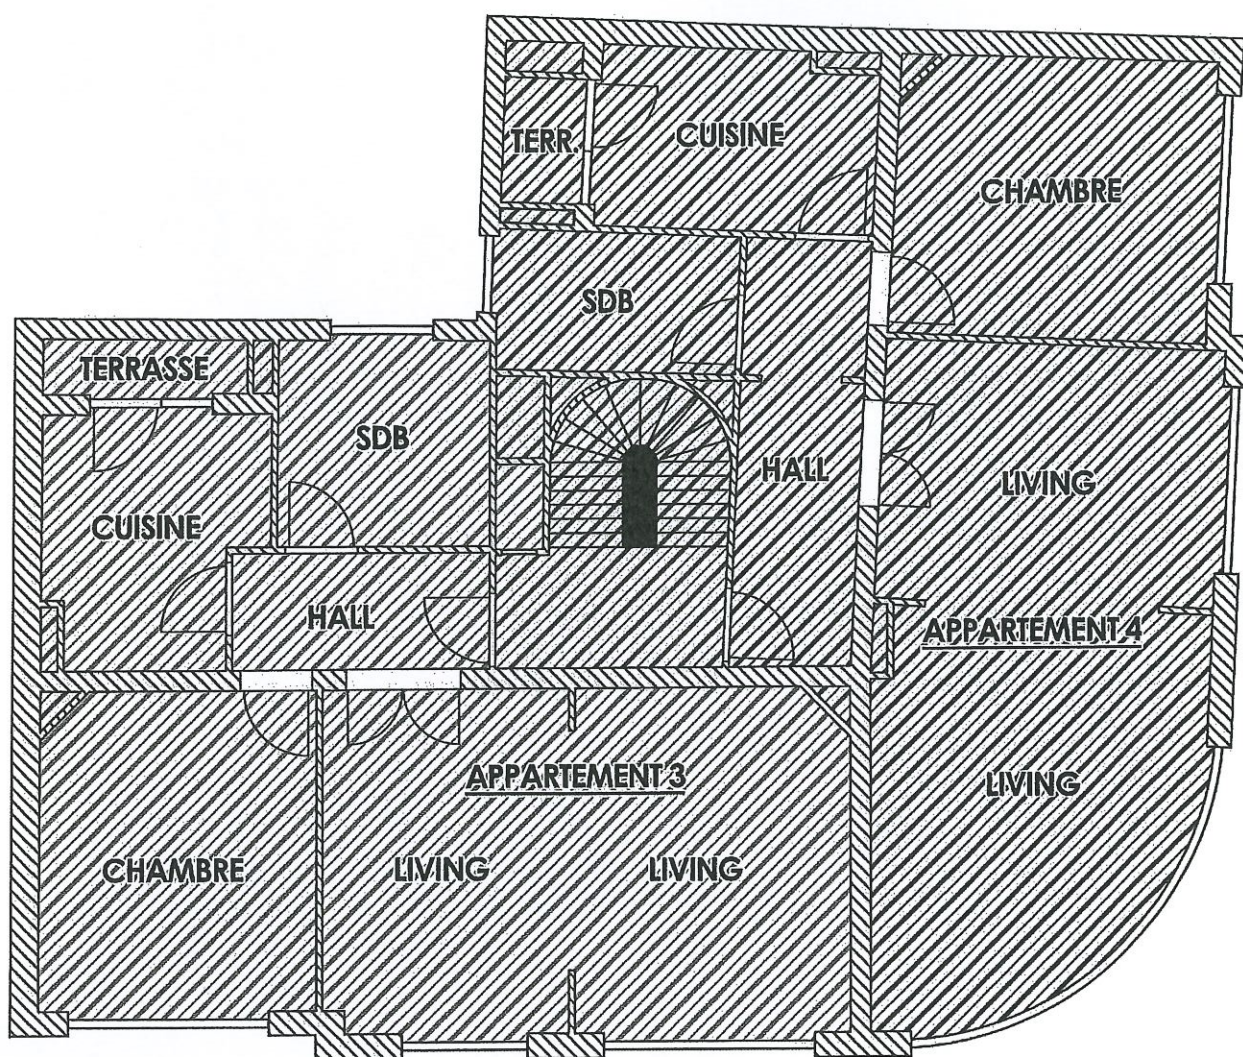 TERR.
CUISINE
CHAMBRE
SDB
TERRASSE
SDB
HALL
LIVING
CUISINE
HALL
APPARTEMENT 4
APPARTEMENT 3
LIVING
CHAMBRE
LIVING
LIVING